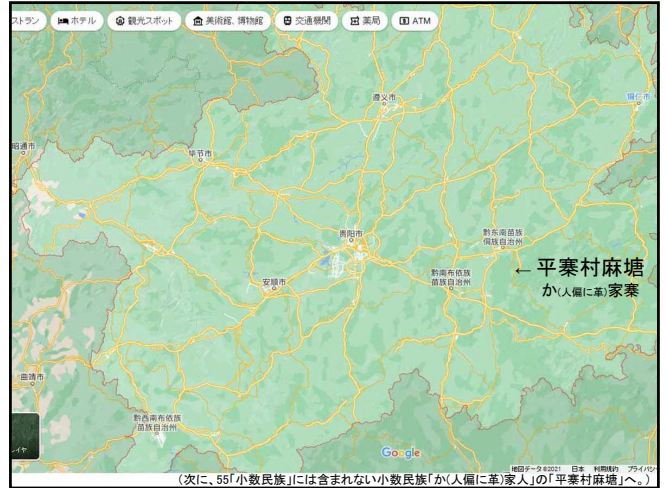 ストラン ホテル 観光スポット 美術館、博物館 交通機関 薬局 ATM
遵义市
铜仁市
昭通市
毕节市
贵阳市
黔东南苗族
侗族自治州
←平寨村麻塘
か(人偏に革)家寨
黔南布依族
苗族自治州
安顺市
曲靖市
黔西南布依族
苗族自治州
レイヤ
Google
地図データ ©2021 日本 利用規約 プライバシー
(次に、55「小数民族」には含まれない小数民族「か(人偏に革)家人」の「平寨村麻塘」へ。)